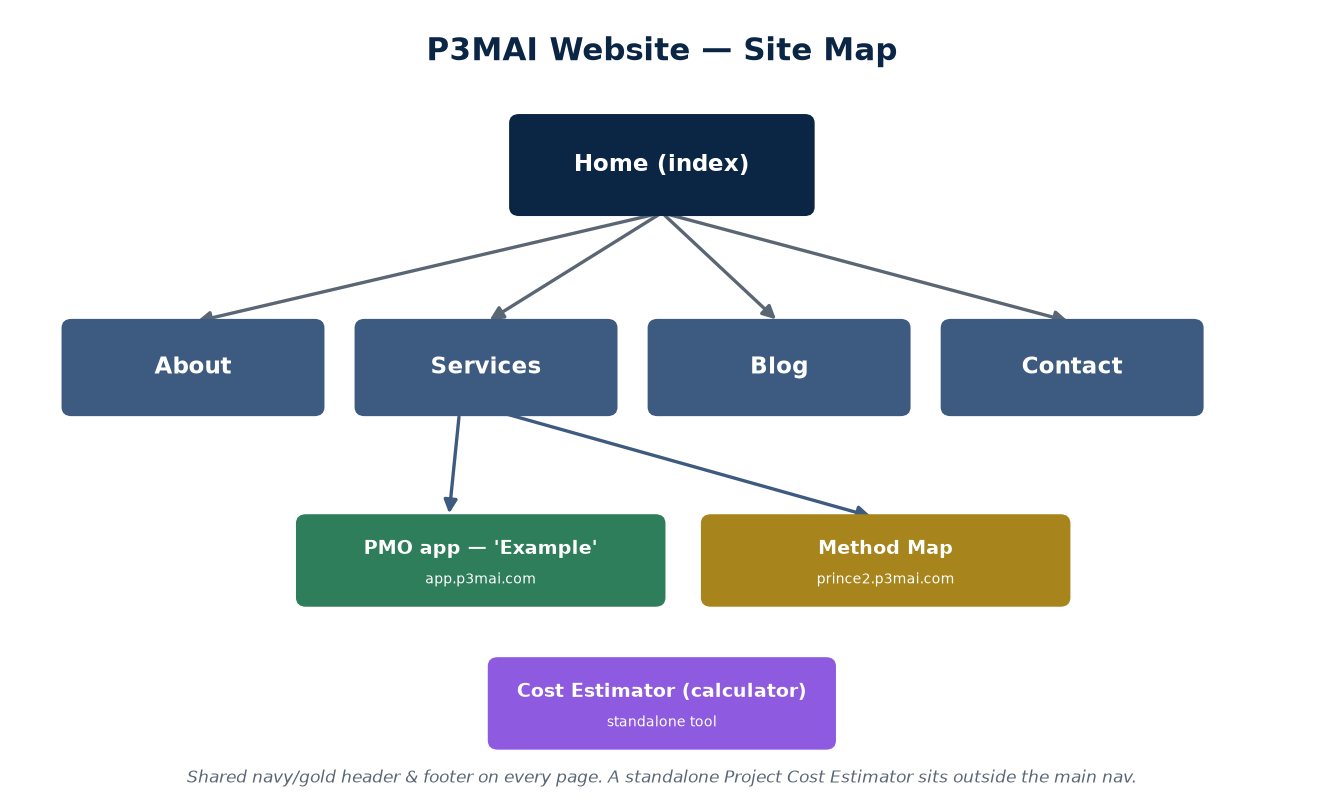 P3MAI Website — Site Map
Home (index)
About
Services
Blog
Contact
PMO app — 'Example'
app.p3mai.com
Method Map
prince2.p3mai.com
Cost Estimator (calculator)
standalone tool
Shared navy/gold header & footer on every page. A standalone Project Cost Estimator sits outside the main nav.